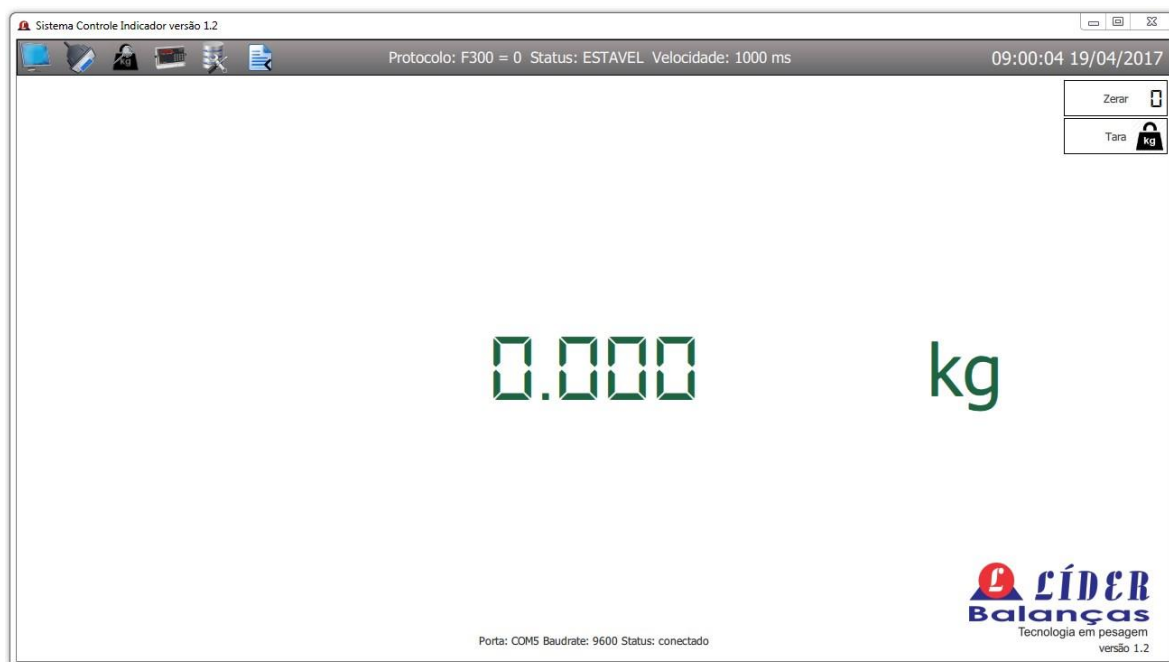 Sistema Controle Indicador versão 1.2
Protocolo: F300 = 0 Status: ESTAVEL Velocidade: 1000 ms
09:00:04 19/04/2017
kg
Zerar 0
Tara kg
0.000 kg
L LÍDER
Balanças
Tecnologia em pesagem
versão 1.2
Porta: COM5 Baudrate: 9600 Status: conectado